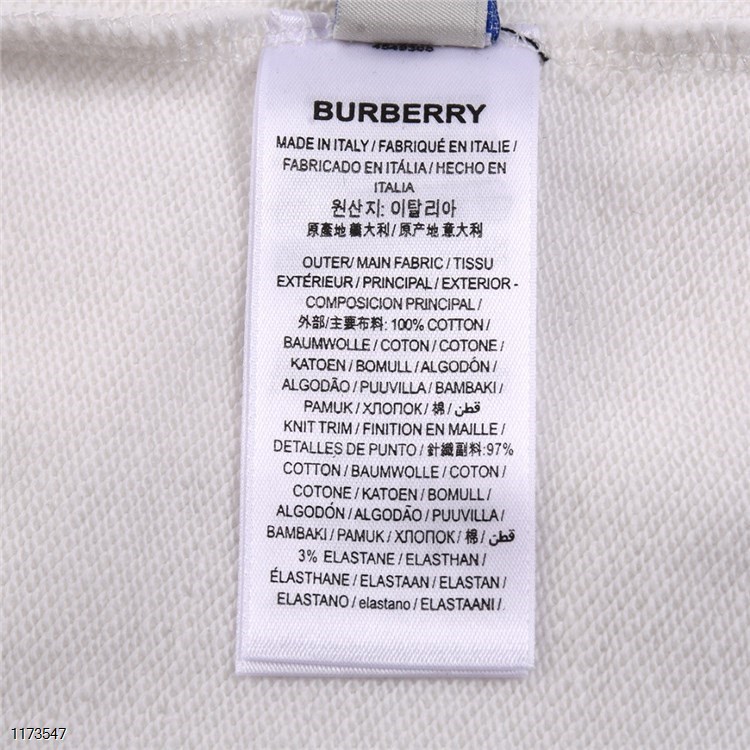 BURBERRY
MADE IN ITALY / FABRIQUÉ EN ITALIE /
FABRICADO EN ITÁLIA / HECHO EN
ITALIA
원산지: 이탈리아
原產地義大利 / 原产地意大利
OUTER/ MAIN FABRIC / TISSU
EXTÉRIEUR / PRINCIPAL / EXTERIOR -
COMPOSICION PRINCIPAL /
外部/主要布料: 100% COTTON /
BAUMWOLLE / COTON / COTONE /
KATOEN / BOMULL / ALGODÓN /
ALGODÃO / PUUVILLA / BAMBAKI /
PAMUK / ХЛОПОК / 棉 / قطن
KNIT TRIM / FINITION EN MAILLE /
DETALLES DE PUNTO / 針織副料:97%
COTTON / BAUMWOLLE / COTON /
COTONE / KATOEN / BOMULL /
ALGODÓN / ALGODÃO / PUUVILLA /
BAMBAKI / PAMUK / ХЛОПОК / 棉 / قطن
3% ELASTANE / ELASTHAN /
ÉLASTHANE / ELASTAAN / ELASTAN /
ELASTANO / elastano / ELASTAANI /
1173547